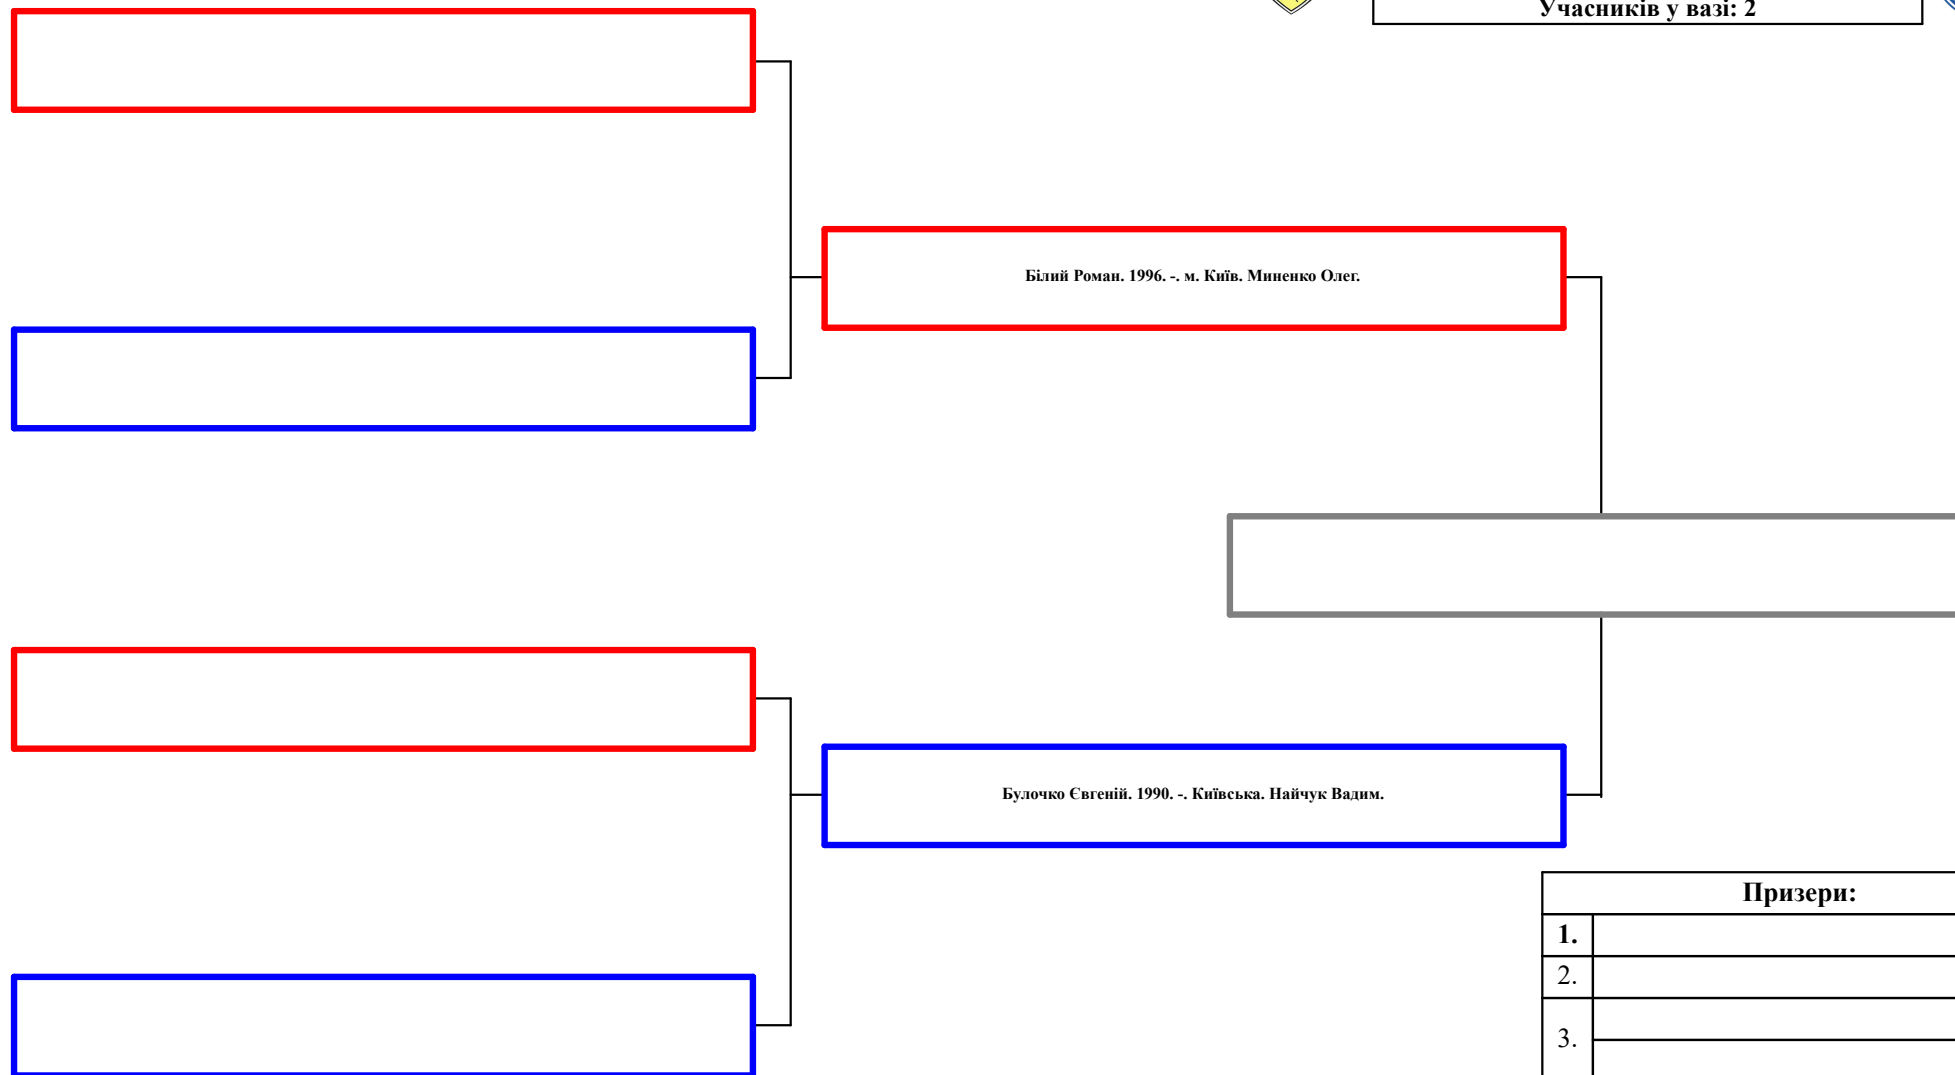 Учасників у вазі: 2
Білий Роман. 1996. -. м. Київ. Миненко Олег.
Булочко Євгеній. 1990. -. Київська. Найчук Вадим.
Призери:
1.
2.
3.